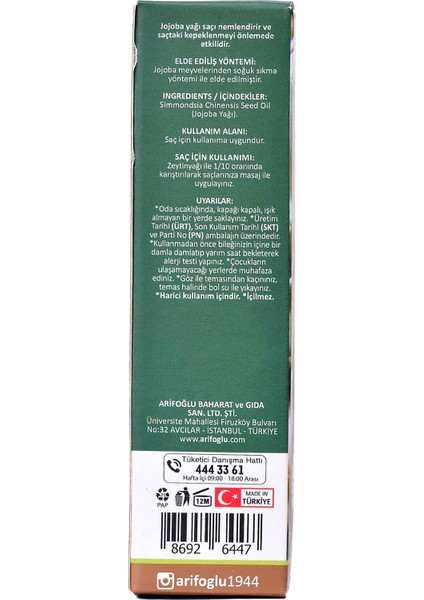 Jojoba yağı saçı nemlendirir ve
saçtaki kepeklenmeyi önlemede
etkilidir.
ELDE EDİLİŞ YÖNTEMİ:
Jojoba meyvelerinden soğuk sıkma
yöntemi ile elde edilmiştir.
INGREDIENTS / İÇİNDEKİLER:
Simmondsia Chinensis Seed Oil
(Jojoba Yağı).
KULLANIM ALANI:
Saç için kullanıma uygundur.
SAÇ İÇİN KULLANIMI:
Zeytinyağı ile 1/10 oranında
karıştırılarak saçlarınıza masaj ile
uygulayınız.
UYARILAR:
*Oda sıcaklığında, kapağı kapalı, ışık
almayan bir yerde saklayınız. *Üretim
Tarihi (ÜRT), Son Kullanım Tarihi (SKT)
ve Parti No (PN) ambalajın üzerindedir.
*Kullanmadan önce bileğinizin içine bir
damla damlatıp yarım saat bekleterek
alerji testi yapınız. *Çocukların
ulaşamayacağı yerlerde muhafaza
ediniz. *Göz ile temasından kaçınınız,
temas halinde bol su ile yıkayınız.
*Harici kullanım içindir. *İçilmez.
ARİFOĞLU BAHARAT ve GIDA
SAN. LTD. ŞTİ.
Üniversite Mahallesi Firuzköy Bulvarı
No:32 AVCILAR - İSTANBUL - TÜRKİYE
www.arifoglu.com
Tüketici Danışma Hattı
444 33 61
Hafta İçi 09:00 - 18:00 Arası
PAP
12M
MADE IN
TÜRKİYE
8692 6447
arifoglu1944